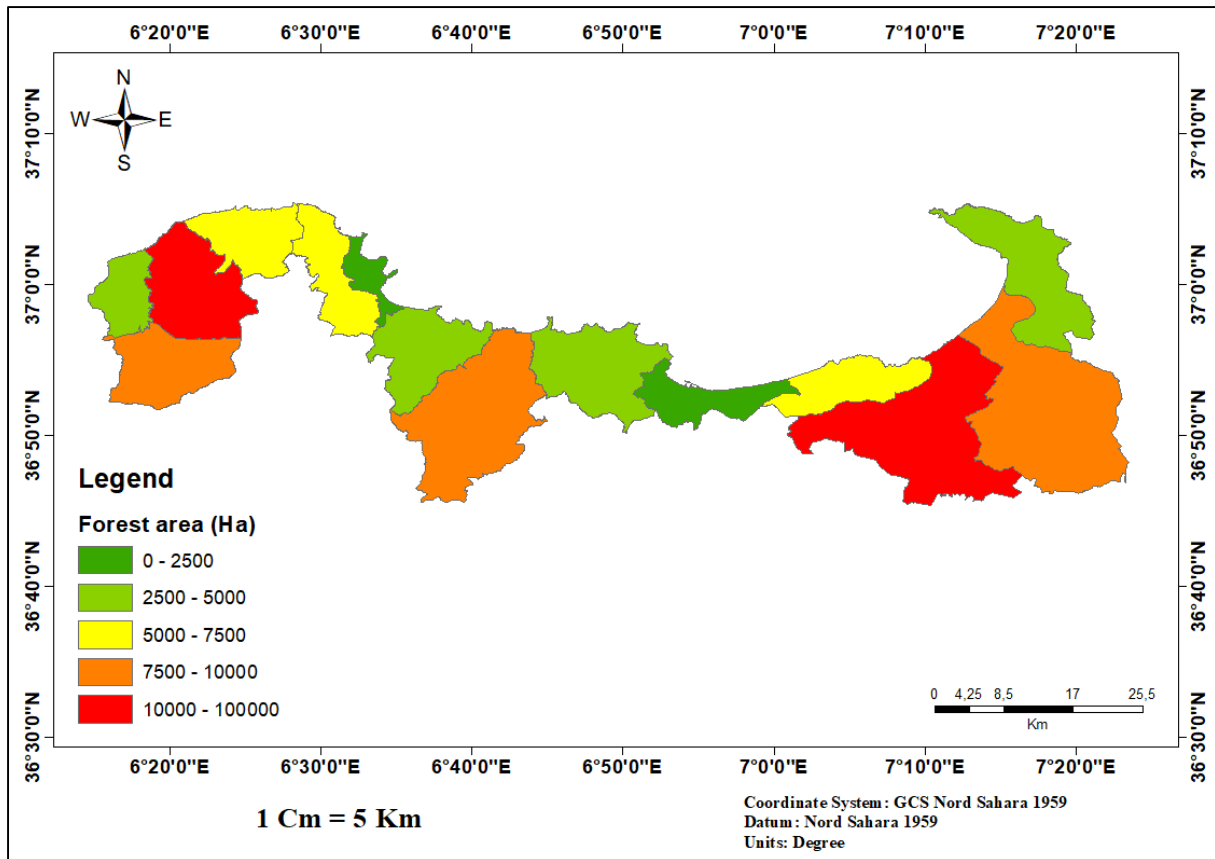 6°20'0"E 6°30'0"E 6°40'0"E 6°50'0"E 7°0'0"E 7°10'0"E 7°20'0"E
N
W E
S
37°10'0"N 37°10'0"N
37°0'0"N 37°0'0"N
36°50'0"N 36°50'0"N
36°40'0"N 36°40'0"N
36°30'0"N 36°30'0"N
Legend
Forest area (Ha)
0 - 2500
2500 - 5000
5000 - 7500
7500 - 10000
10000 - 100000
0 4,25 8,5 17 25,5
Km
6°20'0"E 6°30'0"E 6°40'0"E 6°50'0"E 7°0'0"E 7°10'0"E 7°20'0"E
1 Cm = 5 Km
Coordinate System: GCS Nord Sahara 1959
Datum: Nord Sahara 1959
Units: Degree